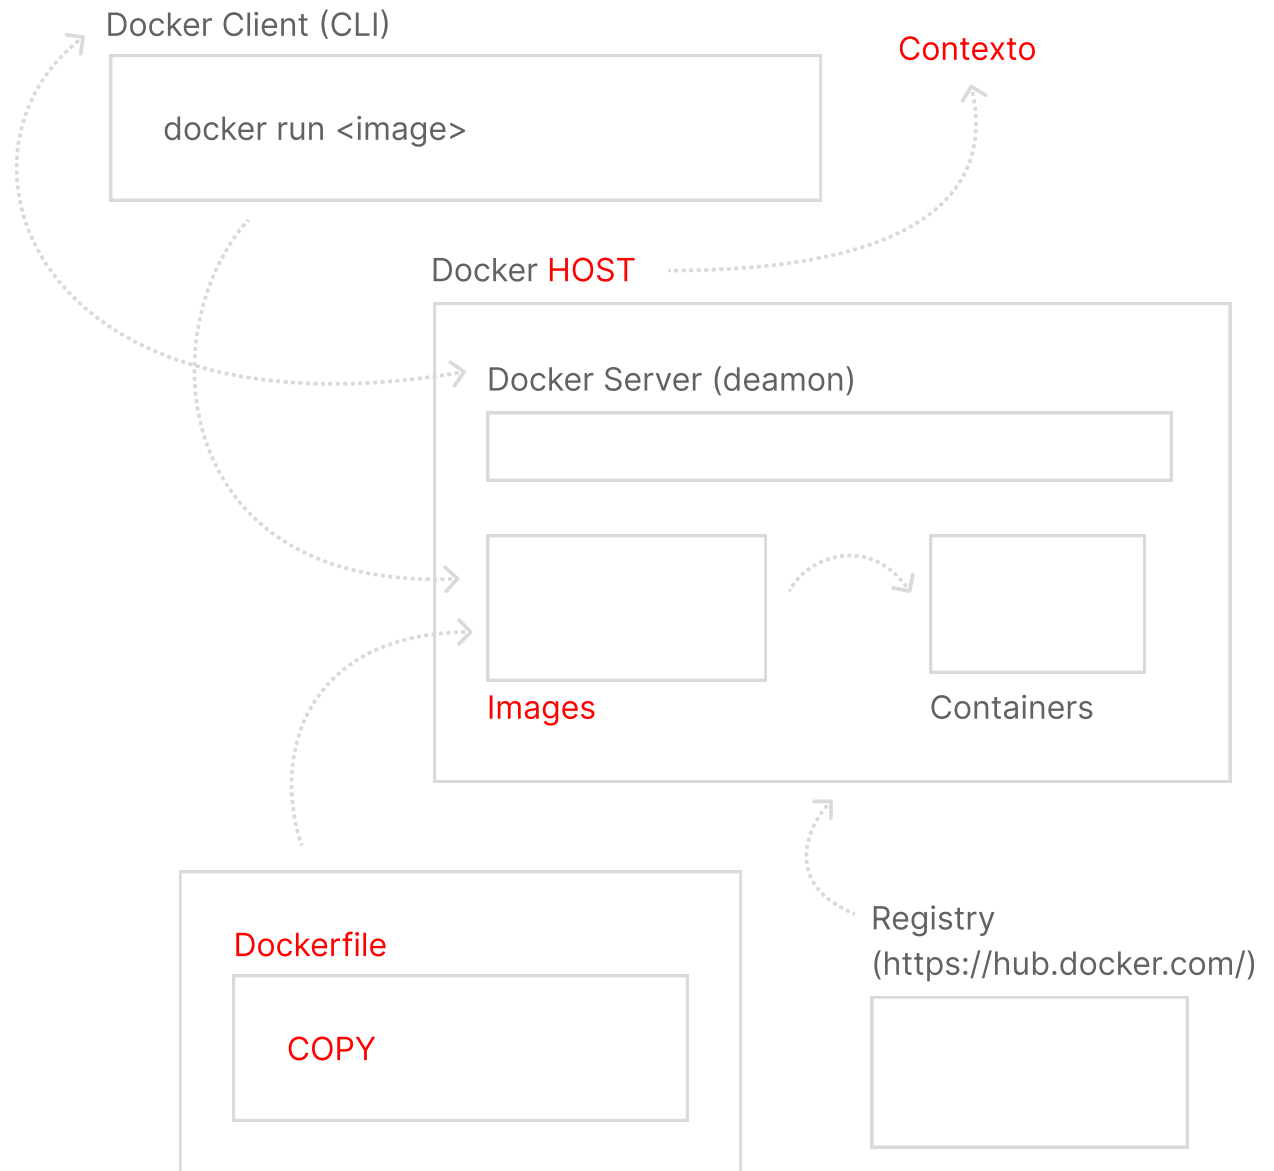 Docker Client (CLI)
Contexto
docker run <image>
Docker HOST
Docker Server (deamon)
Images
Containers
Dockerfile
COPY
Registry
(https://hub.docker.com/)